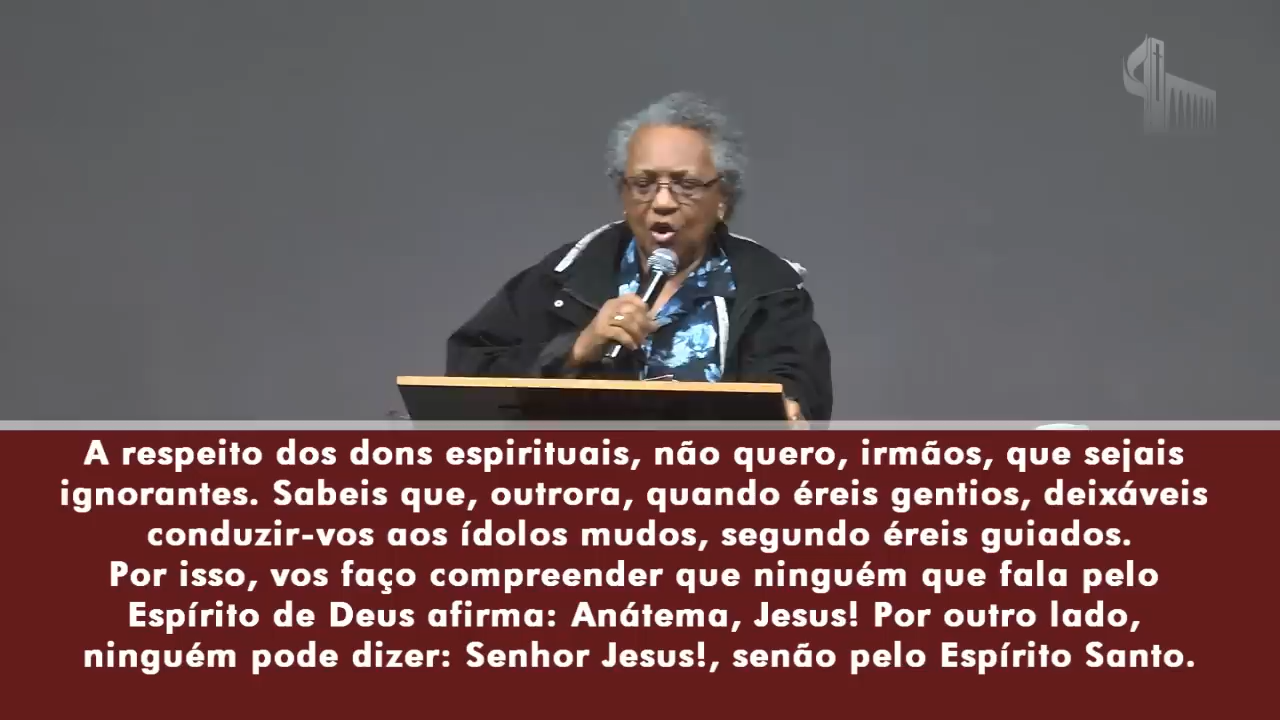 A respeito dos dons espirituais, não quero, irmãos, que sejais
ignorantes. Sabeis que, outrora, quando éreis gentios, deixáveis
conduzir-vos aos ídolos mudos, segundo éreis guiados.
Por isso, vos faço compreender que ninguém que fala pelo
Espírito de Deus afirma: Anátema, Jesus! Por outro lado,
ninguém pode dizer: Senhor Jesus!, senão pelo Espírito Santo.